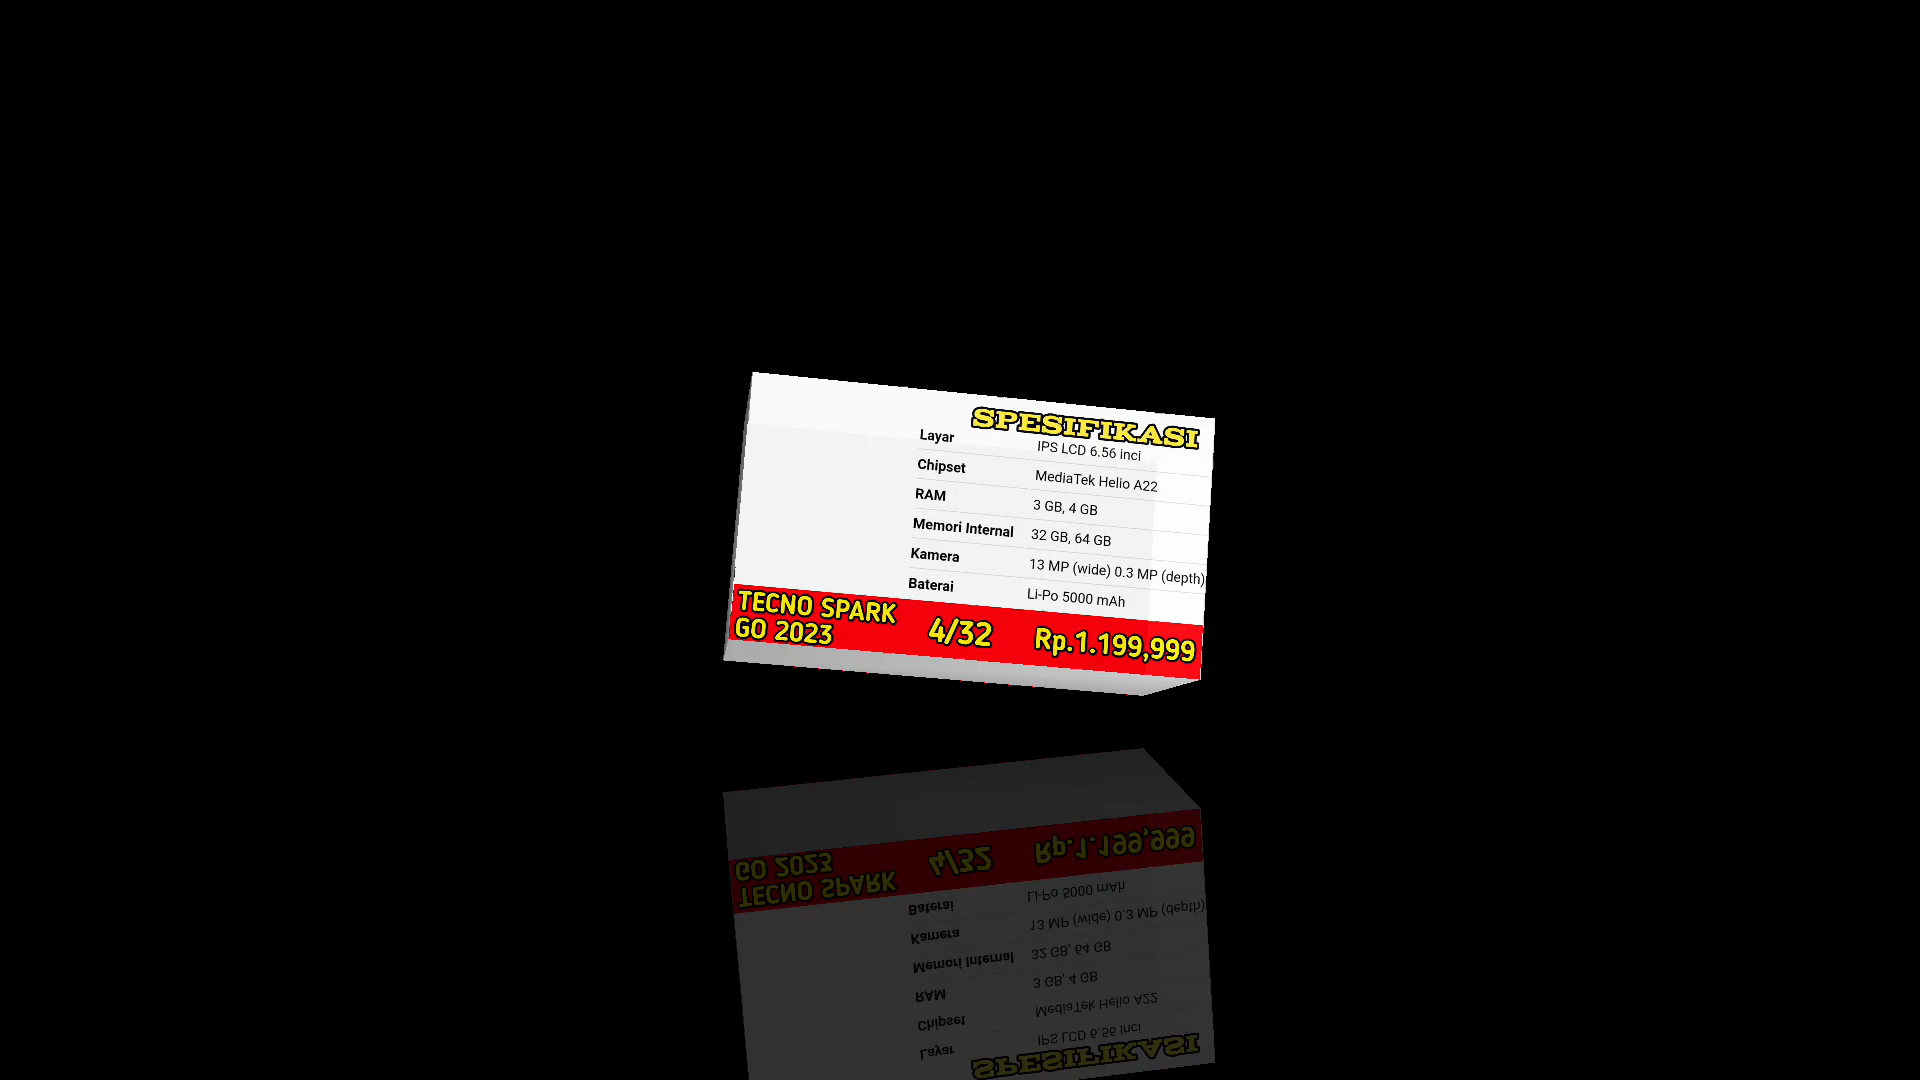 SPESIFIKASI
Layar IPS LCD 6.56 inci
Chipset MediaTek Helio A22
RAM 3 GB, 4 GB
Memori Internal 32 GB, 64 GB
Kamera 13 MP (wide) 0.3 MP (depth)
Baterai Li-Po 5000 mAh
TECNO SPARK
GO 2023
4/32
Rp.1.199,999